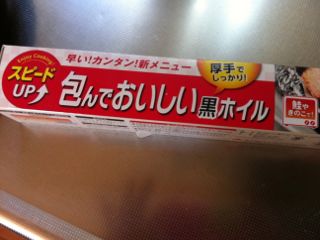 Enjoy Cooking!
スピード
UP
早い!カンタン!新メニュー
包んでおいしい黒ホイル
厚手で
しっかり!
鮭や
きのこで!